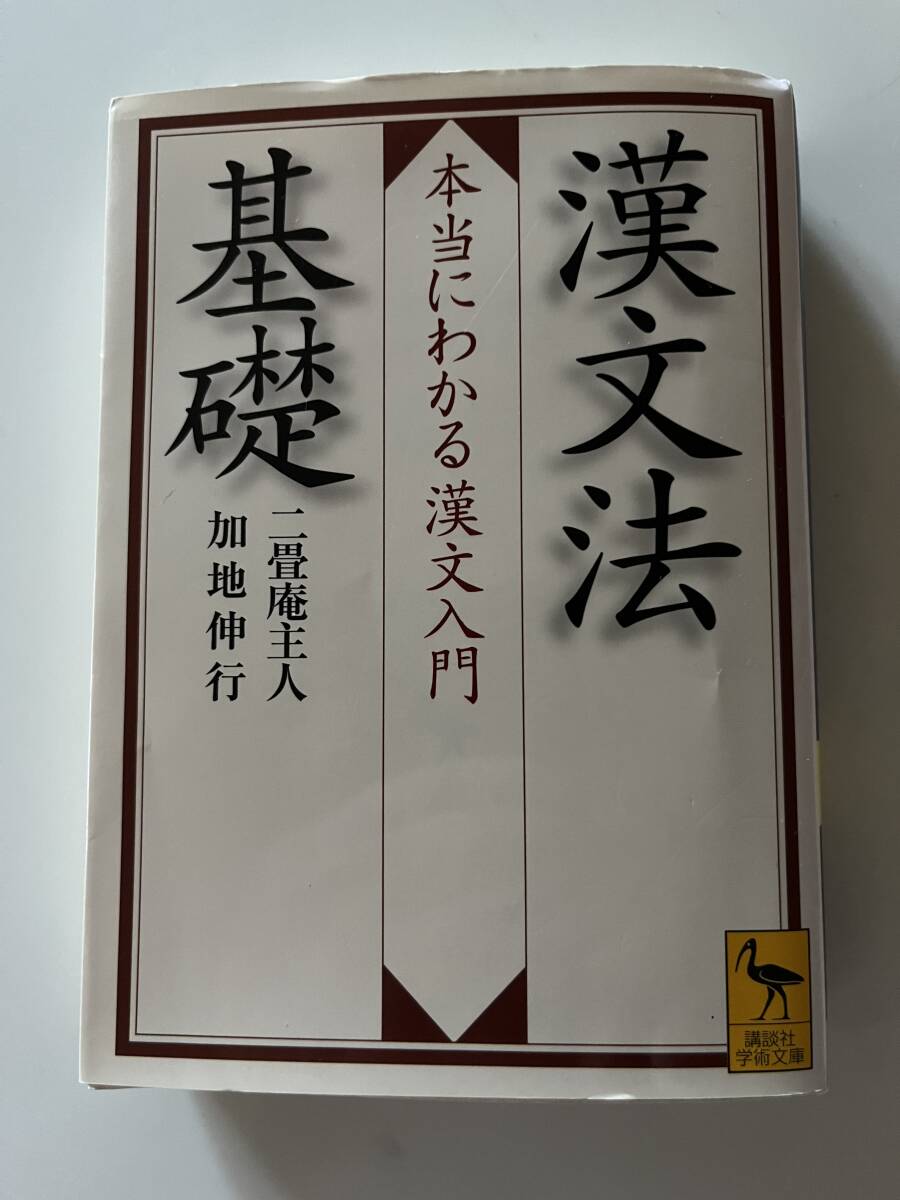 漢文法
本当にわかる漢文入門
基礎
二畳庵主人
加地伸行
講談社
学術文庫